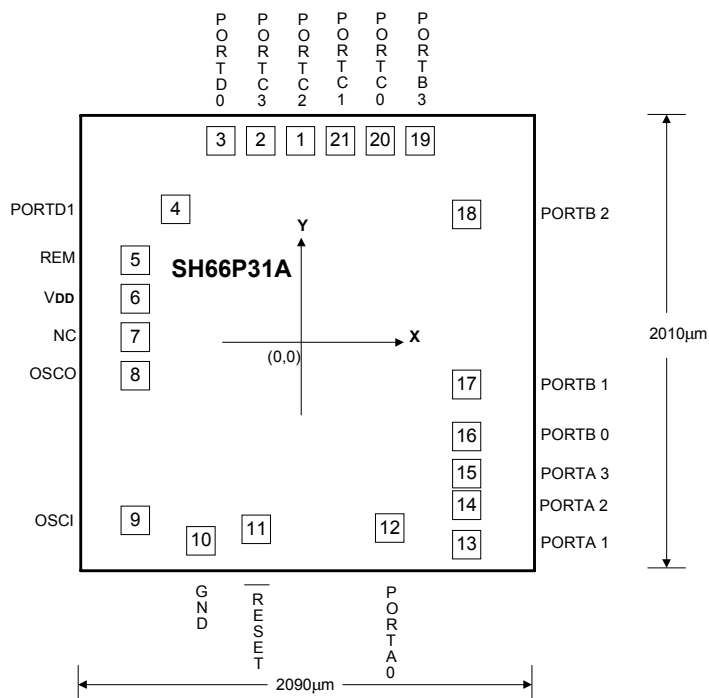 PORTD0
PORTC3
PORTC2
PORTC1
PORTC0
PORTB3
3 2 1 21 20 19
PORTD1 4
18 PORTB 2
Y
REM 5
SH66P31A
VDD 6
NC 7
X
(0,0)
2010μm
OSCO 8
17 PORTB 1
16 PORTB 0
15 PORTA 3
14 PORTA 2
OSCI 9
10
11
12
13 PORTA 1
GND
RESET
PORTA0
2090μm